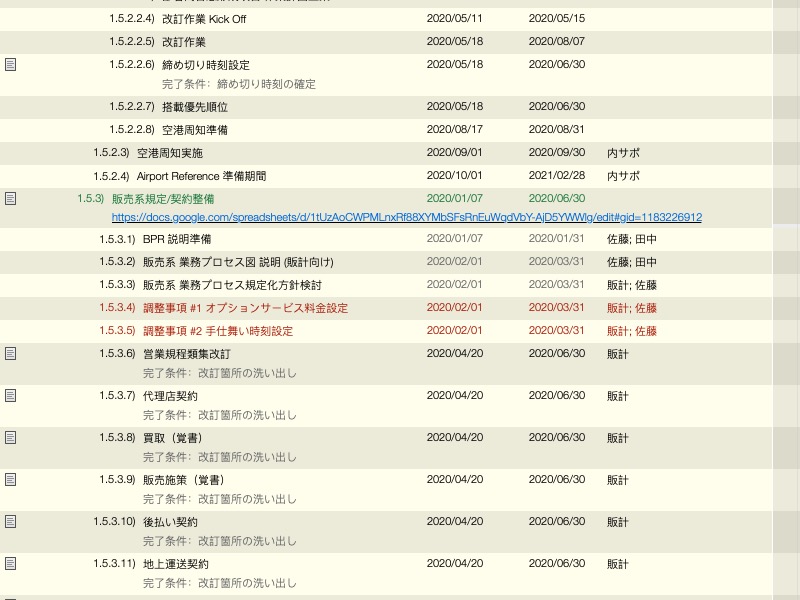 1.5.2.2.4) 改訂作業 Kick Off 2020/05/11 2020/05/15
1.5.2.2.5) 改訂作業 2020/05/18 2020/08/07
1.5.2.2.6) 締め切り時刻設定 2020/05/18 2020/06/30
完了条件：締め切り時刻の確定
1.5.2.2.7) 搭載優先順位 2020/05/18 2020/06/30
1.5.2.2.8) 空港周知準備 2020/08/17 2020/08/31
1.5.2.3) 空港周知実施 2020/09/01 2020/09/30 内サポ
1.5.2.4) Airport Reference 準備期間 2020/10/01 2021/02/28 内サポ
1.5.3) 販売系規定/契約整備 2020/01/07 2020/06/30
https://docs.google.com/spreadsheets/d/1tUzAoCWPMLnxRf88XYMbSFsRnEuWgdVbY-AjD5YWWlg/edit#gid=1183226912
1.5.3.1) BPR 説明準備 2020/01/07 2020/01/31 佐藤; 田中
1.5.3.2) 販売系 業務プロセス図 説明 (販計向け) 2020/02/01 2020/03/31 佐藤; 田中
1.5.3.3) 販売系 業務プロセス規定化方針検討 2020/02/01 2020/03/31 販計; 佐藤
1.5.3.4) 調整事項 #1 オプションサービス料金設定 2020/02/01 2020/03/31 販計; 佐藤
1.5.3.5) 調整事項 #2 手仕舞い時刻設定 2020/02/01 2020/03/31 販計; 佐藤
1.5.3.6) 営業規程類集改訂 2020/04/20 2020/06/30 販計
完了条件：改訂箇所の洗い出し
1.5.3.7) 代理店契約 2020/04/20 2020/06/30 販計
完了条件：改訂箇所の洗い出し
1.5.3.8) 買取（覚書） 2020/04/20 2020/06/30 販計
完了条件：改訂箇所の洗い出し
1.5.3.9) 販売施策（覚書） 2020/04/20 2020/06/30 販計
完了条件：改訂箇所の洗い出し
1.5.3.10) 後払い契約 2020/04/20 2020/06/30 販計
完了条件：改訂箇所の洗い出し
1.5.3.11) 地上運送契約 2020/04/20 2020/06/30 販計
完了条件：改訂箇所の洗い出し